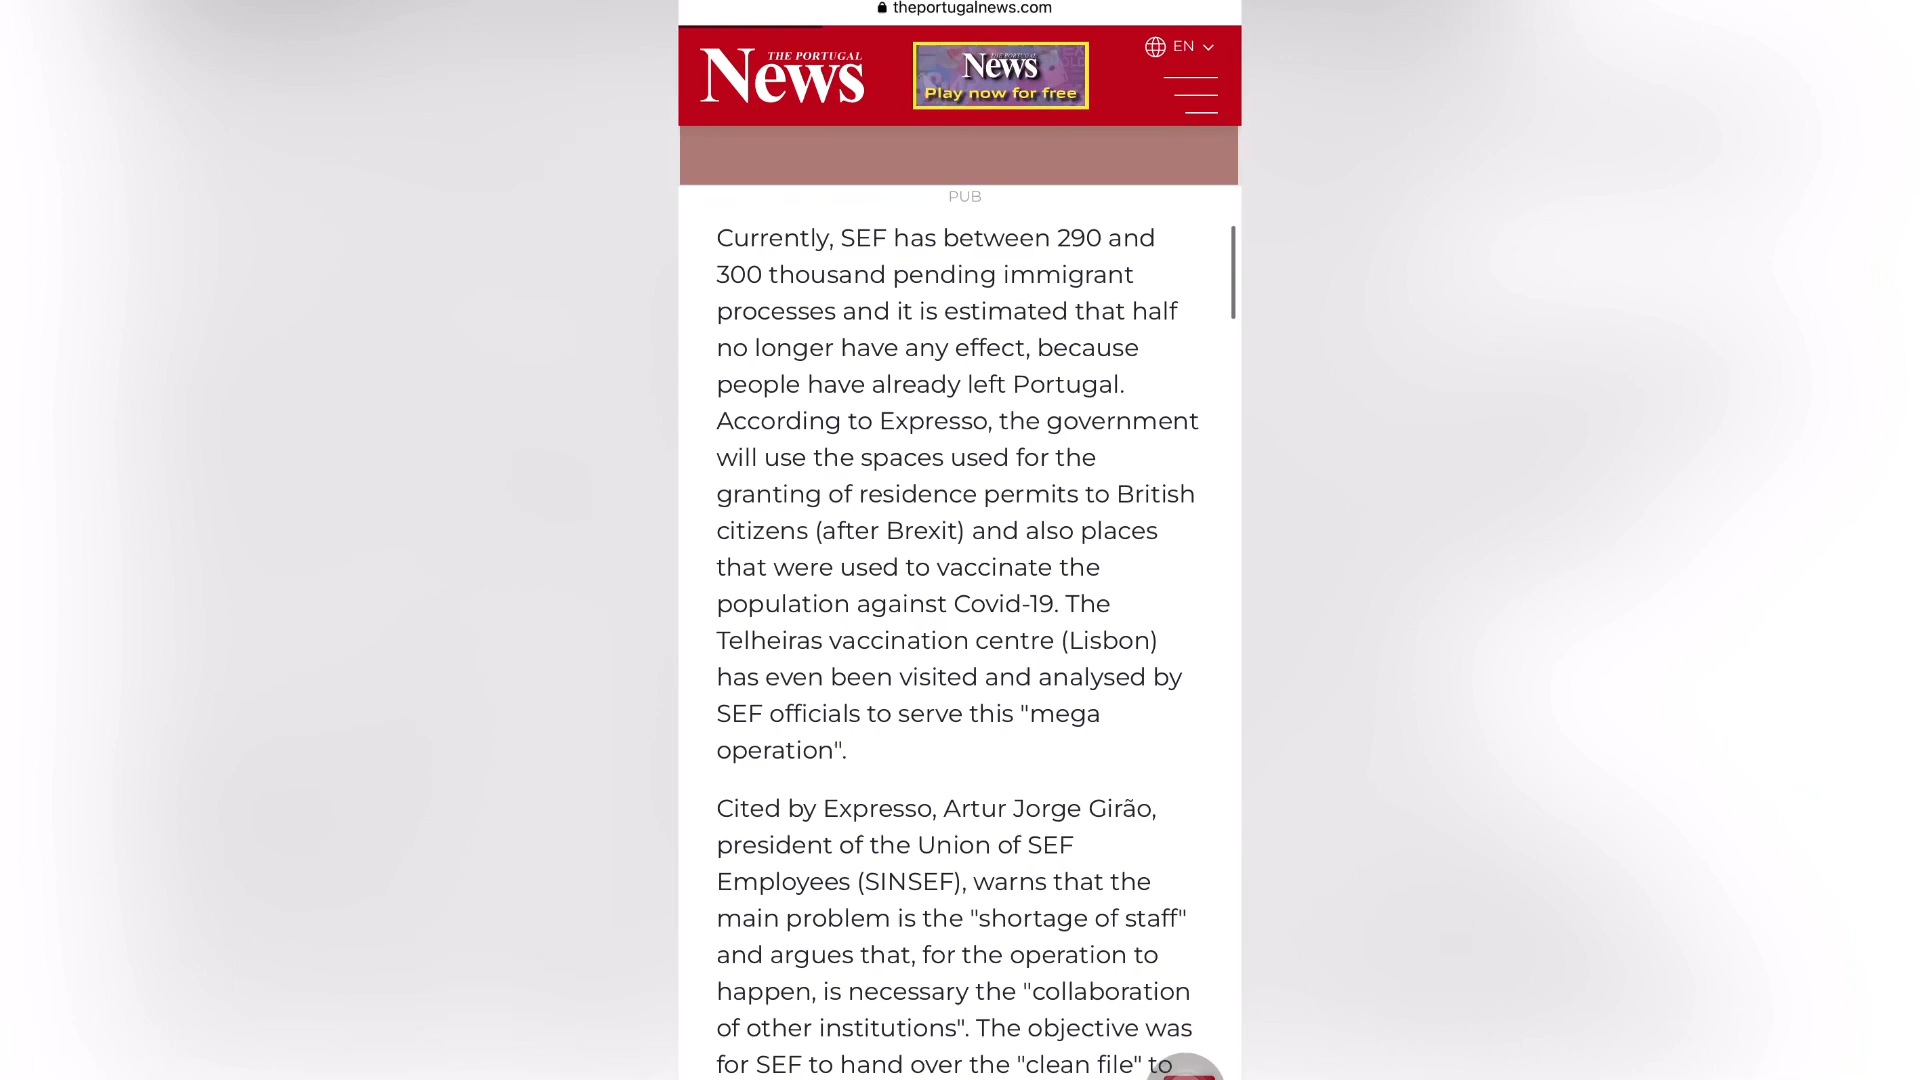 theportugalnews.com
THE PORTUGAL
News
News
Play now for free
EN
PUB
Currently, SEF has between 290 and
300 thousand pending immigrant
processes and it is estimated that half
no longer have any effect, because
people have already left Portugal.
According to Expresso, the government
will use the spaces used for the
granting of residence permits to British
citizens (after Brexit) and also places
that were used to vaccinate the
population against Covid-19. The
Telheiras vaccination centre (Lisbon)
has even been visited and analysed by
SEF officials to serve this "mega
operation".
Cited by Expresso, Artur Jorge Girão,
president of the Union of SEF
Employees (SINSEF), warns that the
main problem is the "shortage of staff"
and argues that, for the operation to
happen, is necessary the "collaboration
of other institutions". The objective was
for SEF to hand over the "clean file" to